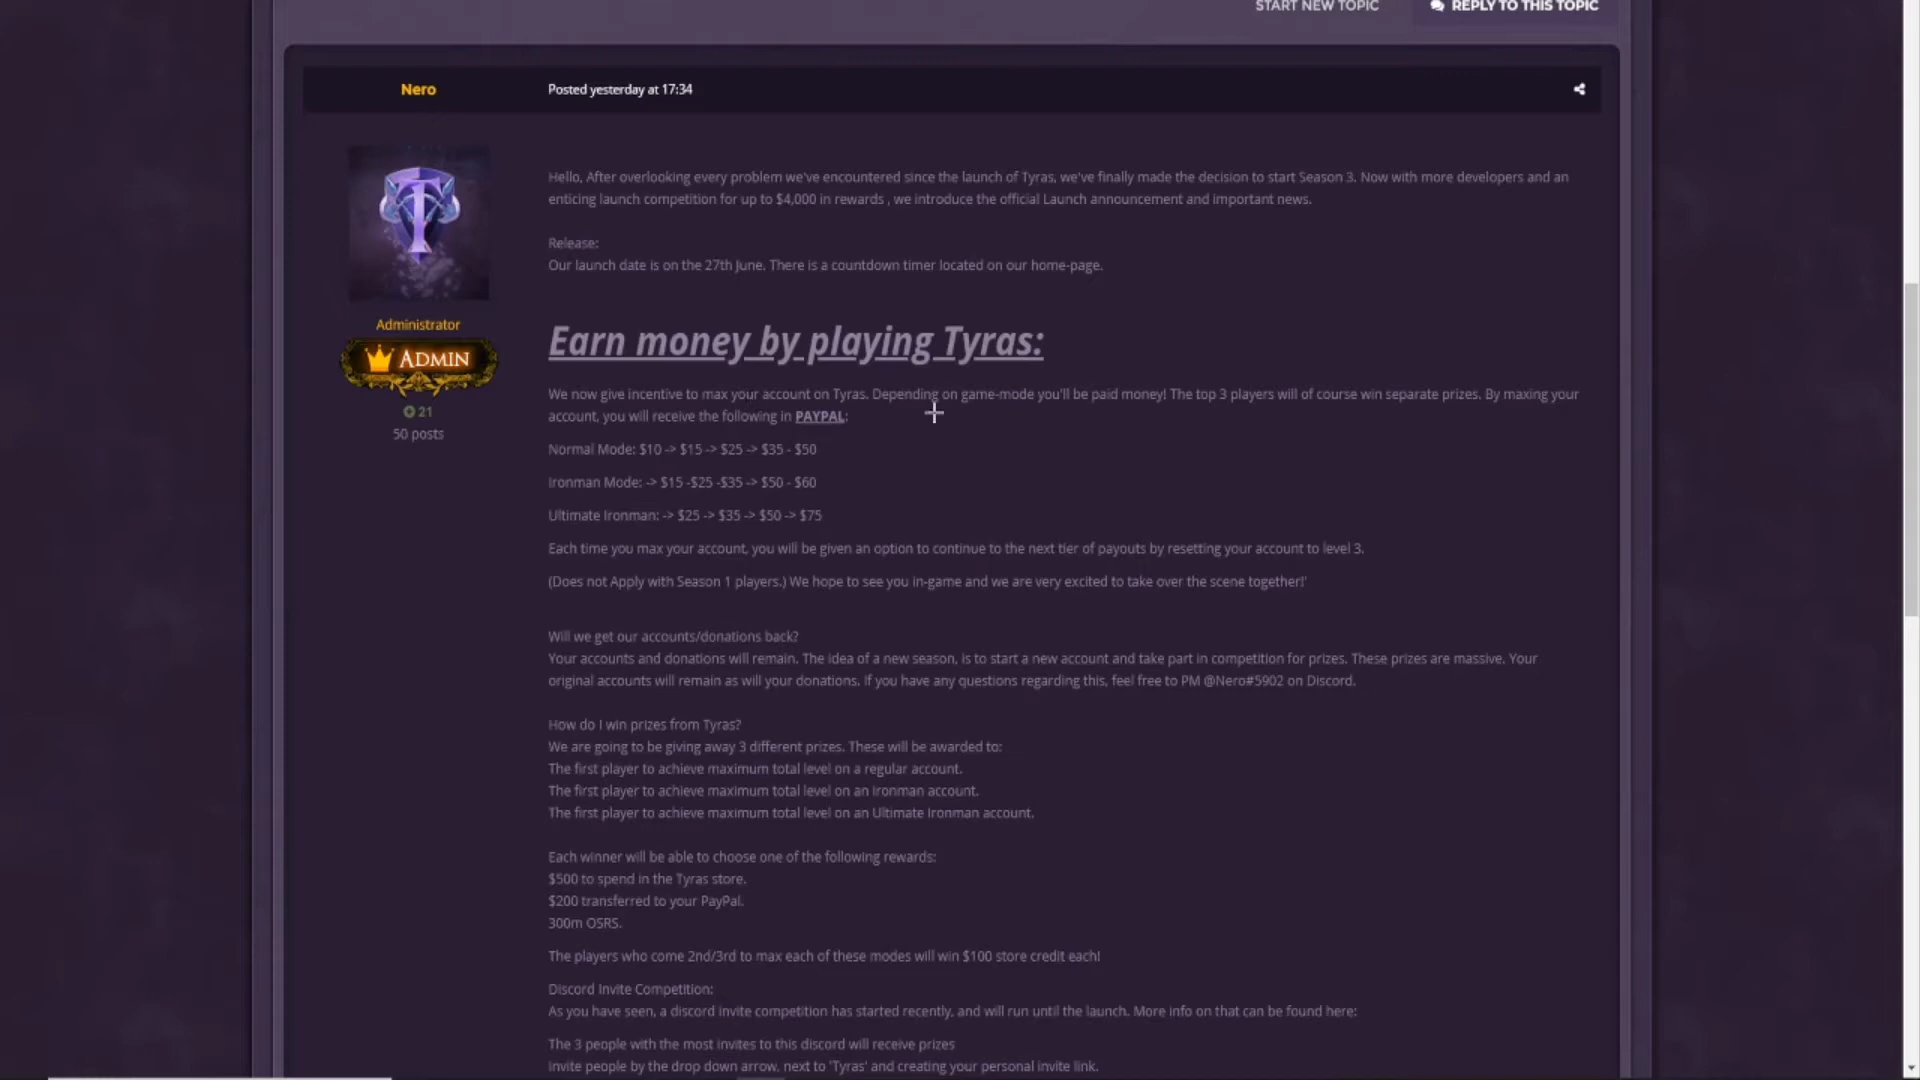 START NEW TOPIC
REPLY TO THIS TOPIC
Nero
Posted yesterday at 17:34
T
Administrator
ADMIN
21
50 posts
Hello, After overlooking every problem we've encountered since the launch of Tyras, we've finally made the decision to start Season 3. Now with more developers and an
enticing launch competition for up to $4,000 in rewards , we introduce the official Launch announcement and important news.
Release:
Our launch date is on the 27th June. There is a countdown timer located on our home-page.
Earn money by playing Tyras:
We now give incentive to max your account on Tyras. Depending on game-mode you'll be paid money! The top 3 players will of course win separate prizes. By maxing your
account, you will receive the following in PAYPAL:
Normal Mode: $10 -> $15 -> $25 -> $35 - $50
Ironman Mode: -> $15 -$25 -$35 -> $50 - $60
Ultimate Ironman: -> $25 -> $35 -> $50 -> $75
Each time you max your account, you will be given an option to continue to the next tier of payouts by resetting your account to level 3.
(Does not Apply with Season 1 players.) We hope to see you in-game and we are very excited to take over the scene together!'
Will we get our accounts/donations back?
Your accounts and donations will remain. The idea of a new season, is to start a new account and take part in competition for prizes. These prizes are massive. Your
original accounts will remain as will your donations. If you have any questions regarding this, feel free to PM @Nero#5902 on Discord.
How do I win prizes from Tyras?
We are going to be giving away 3 different prizes. These will be awarded to:
The first player to achieve maximum total level on a regular account.
The first player to achieve maximum total level on an ironman account.
The first player to achieve maximum total level on an Ultimate Ironman account.
Each winner will be able to choose one of the following rewards:
$500 to spend in the Tyras store.
$200 transferred to your PayPal.
300m OSRS.
The players who come 2nd/3rd to max each of these modes will win $100 store credit each!
Discord Invite Competition:
As you have seen, a discord invite competition has started recently, and will run until the launch. More info on that can be found here:
The 3 people with the most invites to this discord will receive prizes
Invite people by the drop down arrow, next to 'Tyras' and creating your personal invite link.